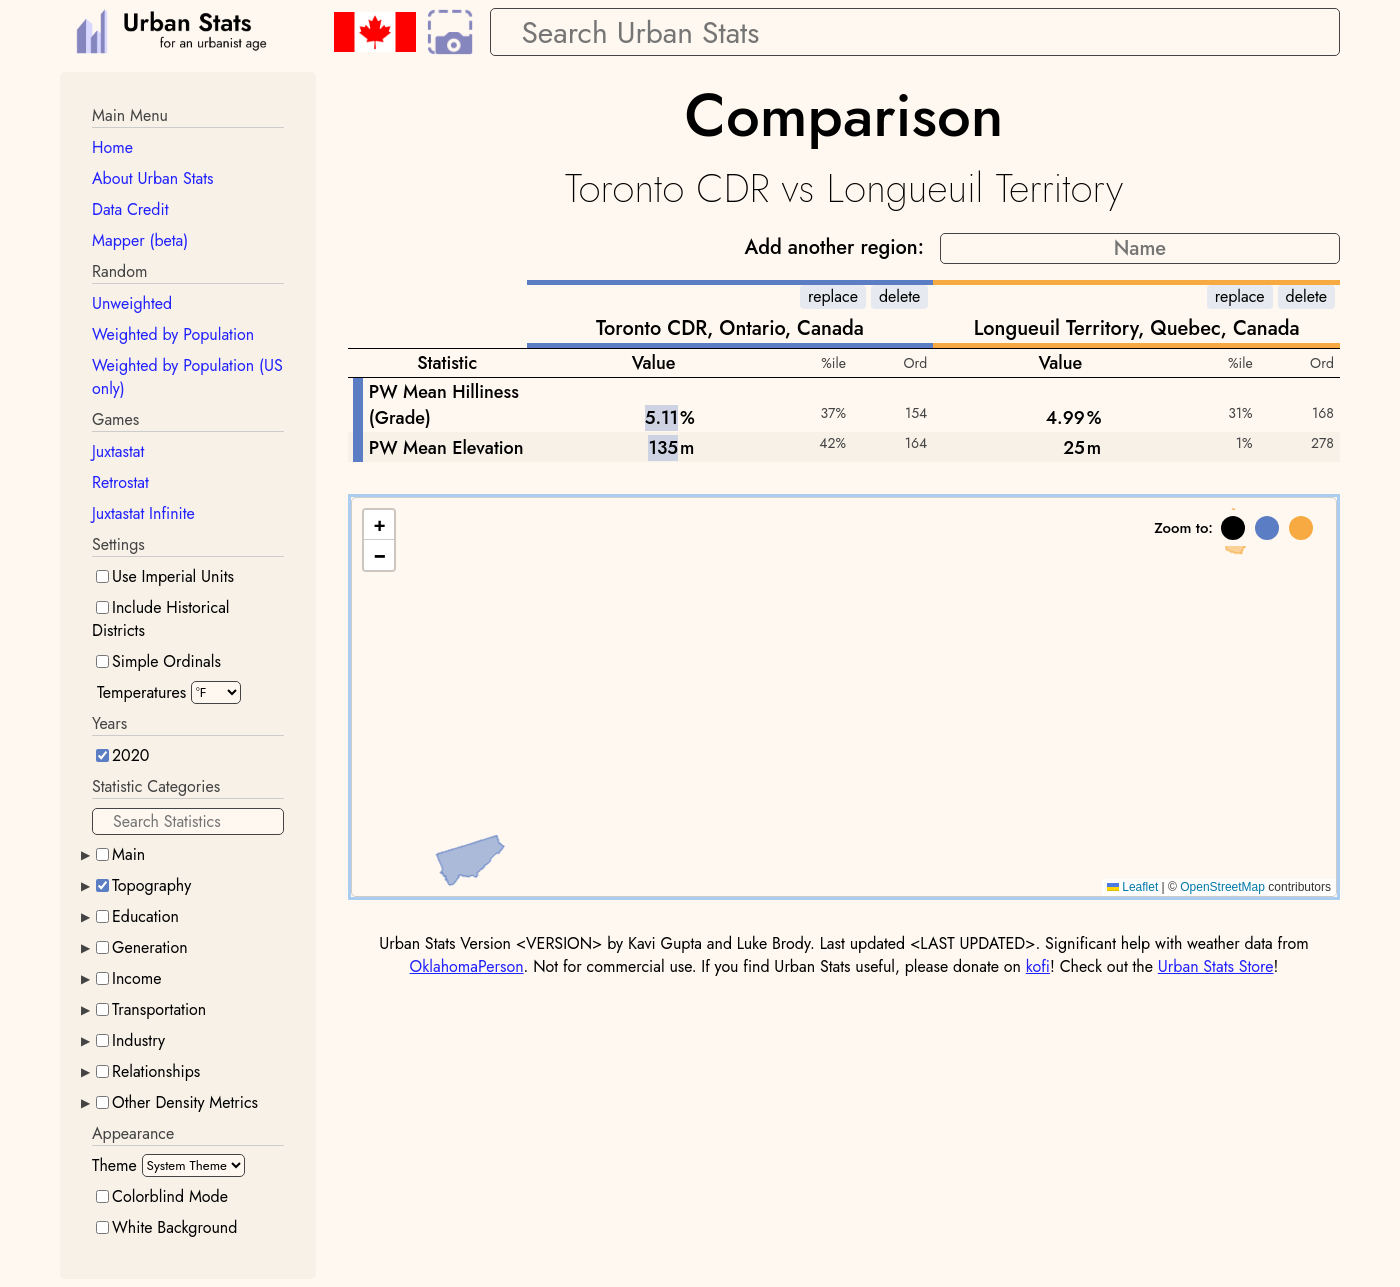 Urban Stats
for an urbanist age
Search Urban Stats
Main Menu
Home
About Urban Stats
Data Credit
Mapper (beta)
Random
Unweighted
Weighted by Population
Weighted by Population (US
only)
Games
Juxtastat
Retrostat
Juxtastat Infinite
Settings
Use Imperial Units
Include Historical
Districts
Simple Ordinals
Temperatures °F
Years
2020
Statistic Categories
Search Statistics
▶ Main
▶ Topography
▶ Education
▶ Generation
▶ Income
▶ Transportation
▶ Industry
▶ Relationships
▶ Other Density Metrics
Appearance
Theme System Theme
Colorblind Mode
White Background
Comparison
Toronto CDR vs Longueuil Territory
Add another region: Name
replace delete replace delete
Toronto CDR, Ontario, Canada Longueuil Territory, Quebec, Canada
Statistic Value %ile Ord Value %ile Ord
PW Mean Hilliness
(Grade) 5.11% 37% 154 4.99% 31% 168
PW Mean Elevation 135m 42% 164 25m 1% 278
+
−
Zoom to:
Leaflet | © OpenStreetMap contributors
Urban Stats Version <VERSION> by Kavi Gupta and Luke Brody. Last updated <LAST UPDATED>. Significant help with weather data from
OklahomaPerson. Not for commercial use. If you find Urban Stats useful, please donate on kofi! Check out the Urban Stats Store!